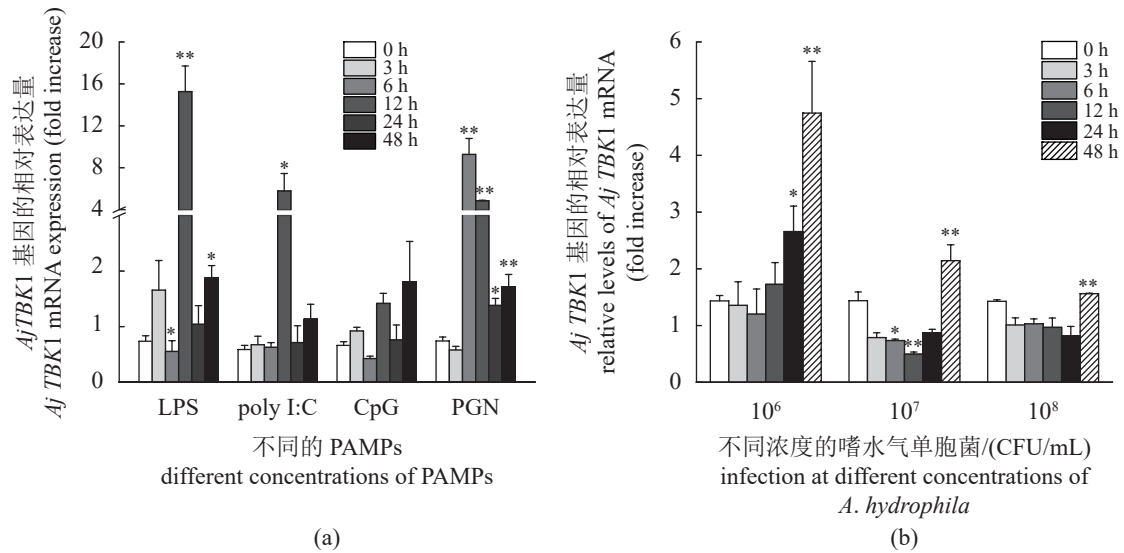 AjTBK1 基因的相对表达量
Aj TBK1 mRNA expression (fold increase)
20
16
12
8
4
2
1
0
**
*
*
*
**
**
*
**
0 h
3 h
6 h
12 h
24 h
48 h
LPS
poly I:C
CpG
PGN
不同的 PAMPs
different concentrations of PAMPs
(a)
Aj TBK1 基因的相对表达量
relative levels of Aj TBK1 mRNA
(fold increase)
6
5
4
3
2
1
0
*
**
*
**
**
**
0 h
3 h
6 h
12 h
24 h
48 h
10⁶
10⁷
10⁸
不同浓度的嗜水气单胞菌/(CFU/mL)
infection at different concentrations of
A. hydrophila
(b)